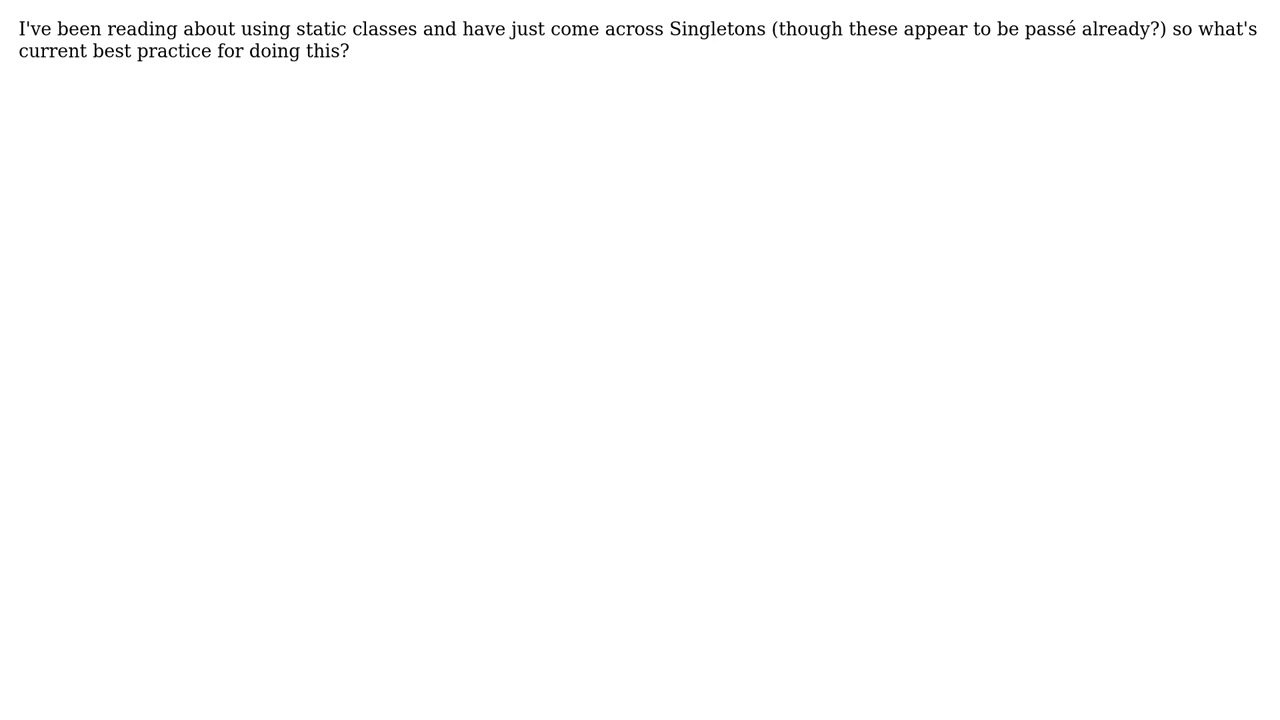 I've been reading about using static classes and have just come across Singletons (though these appear to be passé already?) so what's
current best practice for doing this?